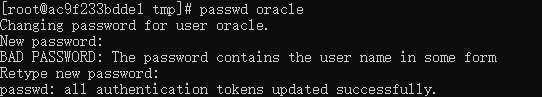 [root@ac9f233bdde1 tmp]# passwd oracle
Changing password for user oracle.
New password:
BAD PASSWORD: The password contains the user name in some form
Retype new password:
passwd: all authentication tokens updated successfully.